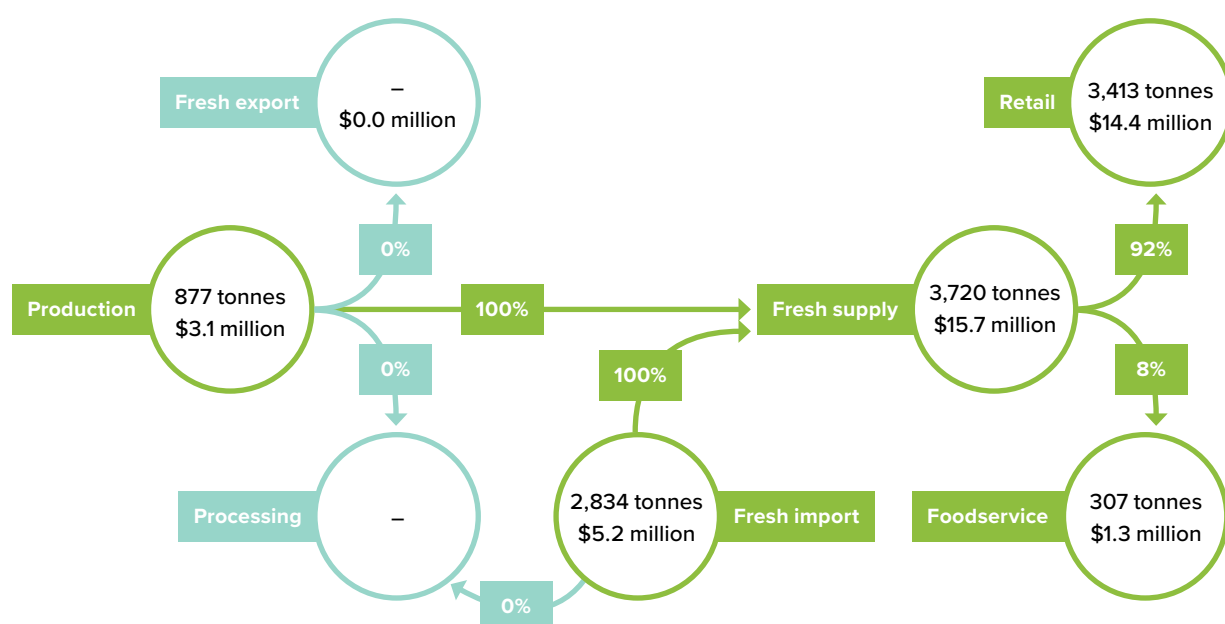 Fresh export
–
$0.0 million
Retail
3,413 tonnes
$14.4 million
0%
92%
Production
877 tonnes
$3.1 million
100%
Fresh supply
3,720 tonnes
$15.7 million
0%
100%
8%
Processing
–
2,834 tonnes
$5.2 million
Fresh import
Foodservice
307 tonnes
$1.3 million
0%